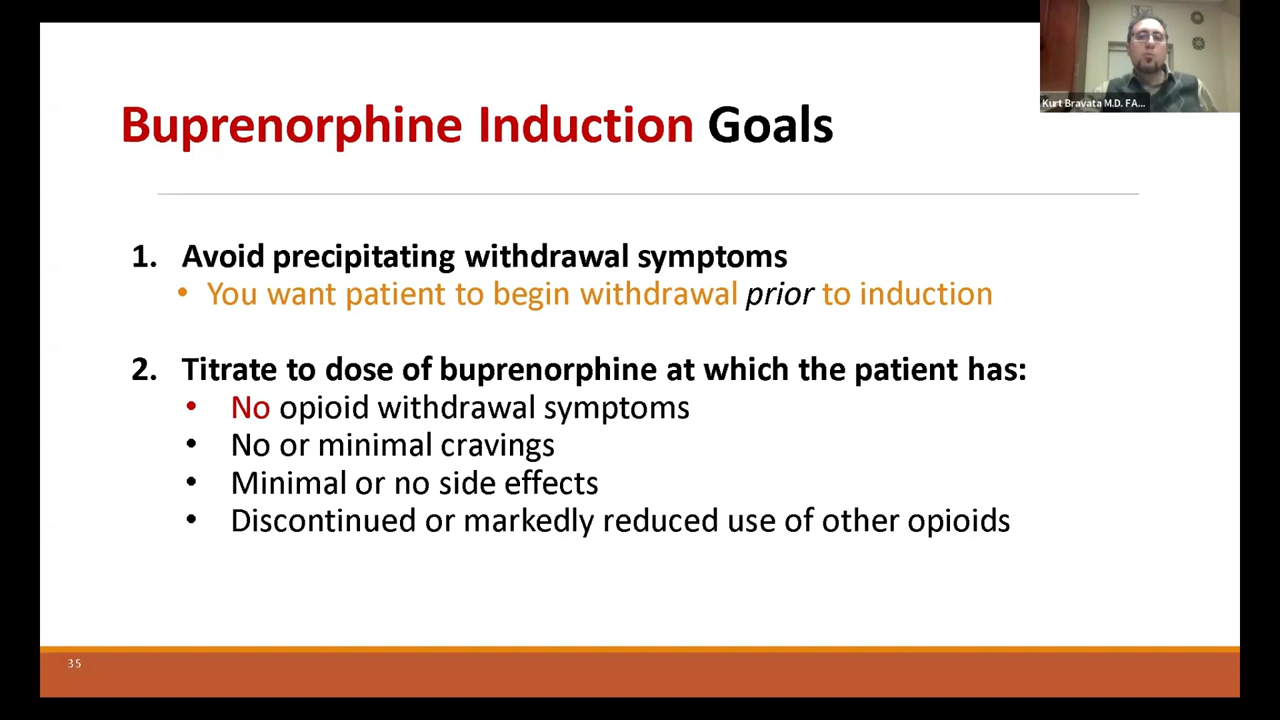 Kurt Bravata M.D. FA...
Buprenorphine Induction Goals
1. Avoid precipitating withdrawal symptoms
• You want patient to begin withdrawal prior to induction
2. Titrate to dose of buprenorphine at which the patient has:
• No opioid withdrawal symptoms
• No or minimal cravings
• Minimal or no side effects
• Discontinued or markedly reduced use of other opioids
35